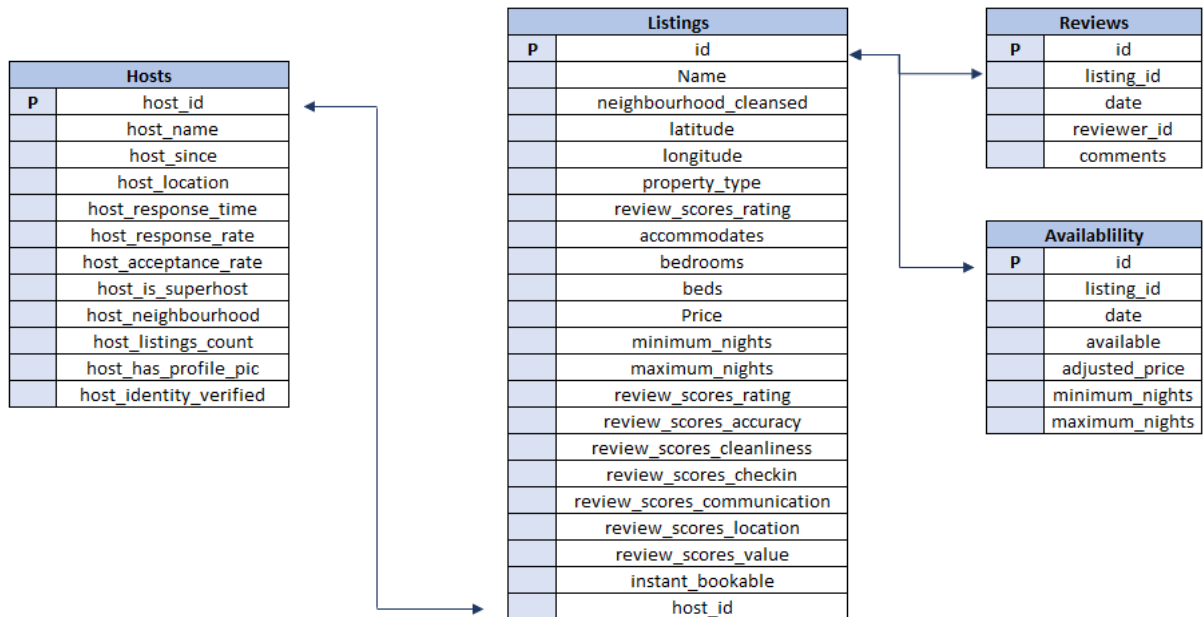 Hosts
P host_id
host_name
host_since
host_location
host_response_time
host_response_rate
host_acceptance_rate
host_is_superhost
host_neighbourhood
host_listings_count
host_has_profile_pic
host_identity_verified
Listings
P id
Name
neighbourhood_cleansed
latitude
longitude
property_type
review_scores_rating
accommodates
bedrooms
beds
Price
minimum_nights
maximum_nights
review_scores_rating
review_scores_accuracy
review_scores_cleanliness
review_scores_checkin
review_scores_communication
review_scores_location
review_scores_value
instant_bookable
host_id
Reviews
P id
listing_id
date
reviewer_id
comments
Availablility
P id
listing_id
date
available
adjusted_price
minimum_nights
maximum_nights